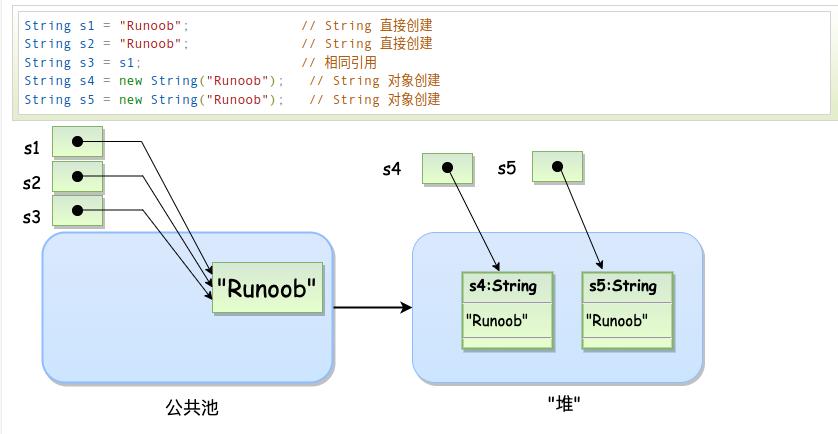 String s1 = "Runoob";              // String 直接创建
String s2 = "Runoob";              // String 直接创建
String s3 = s1;                    // 相同引用
String s4 = new String("Runoob");   // String 对象创建
String s5 = new String("Runoob");   // String 对象创建
s1
s2
s3
s4
s5
"Runoob"
s4:String
s5:String
"Runoob"
"Runoob"
公共池
"堆"